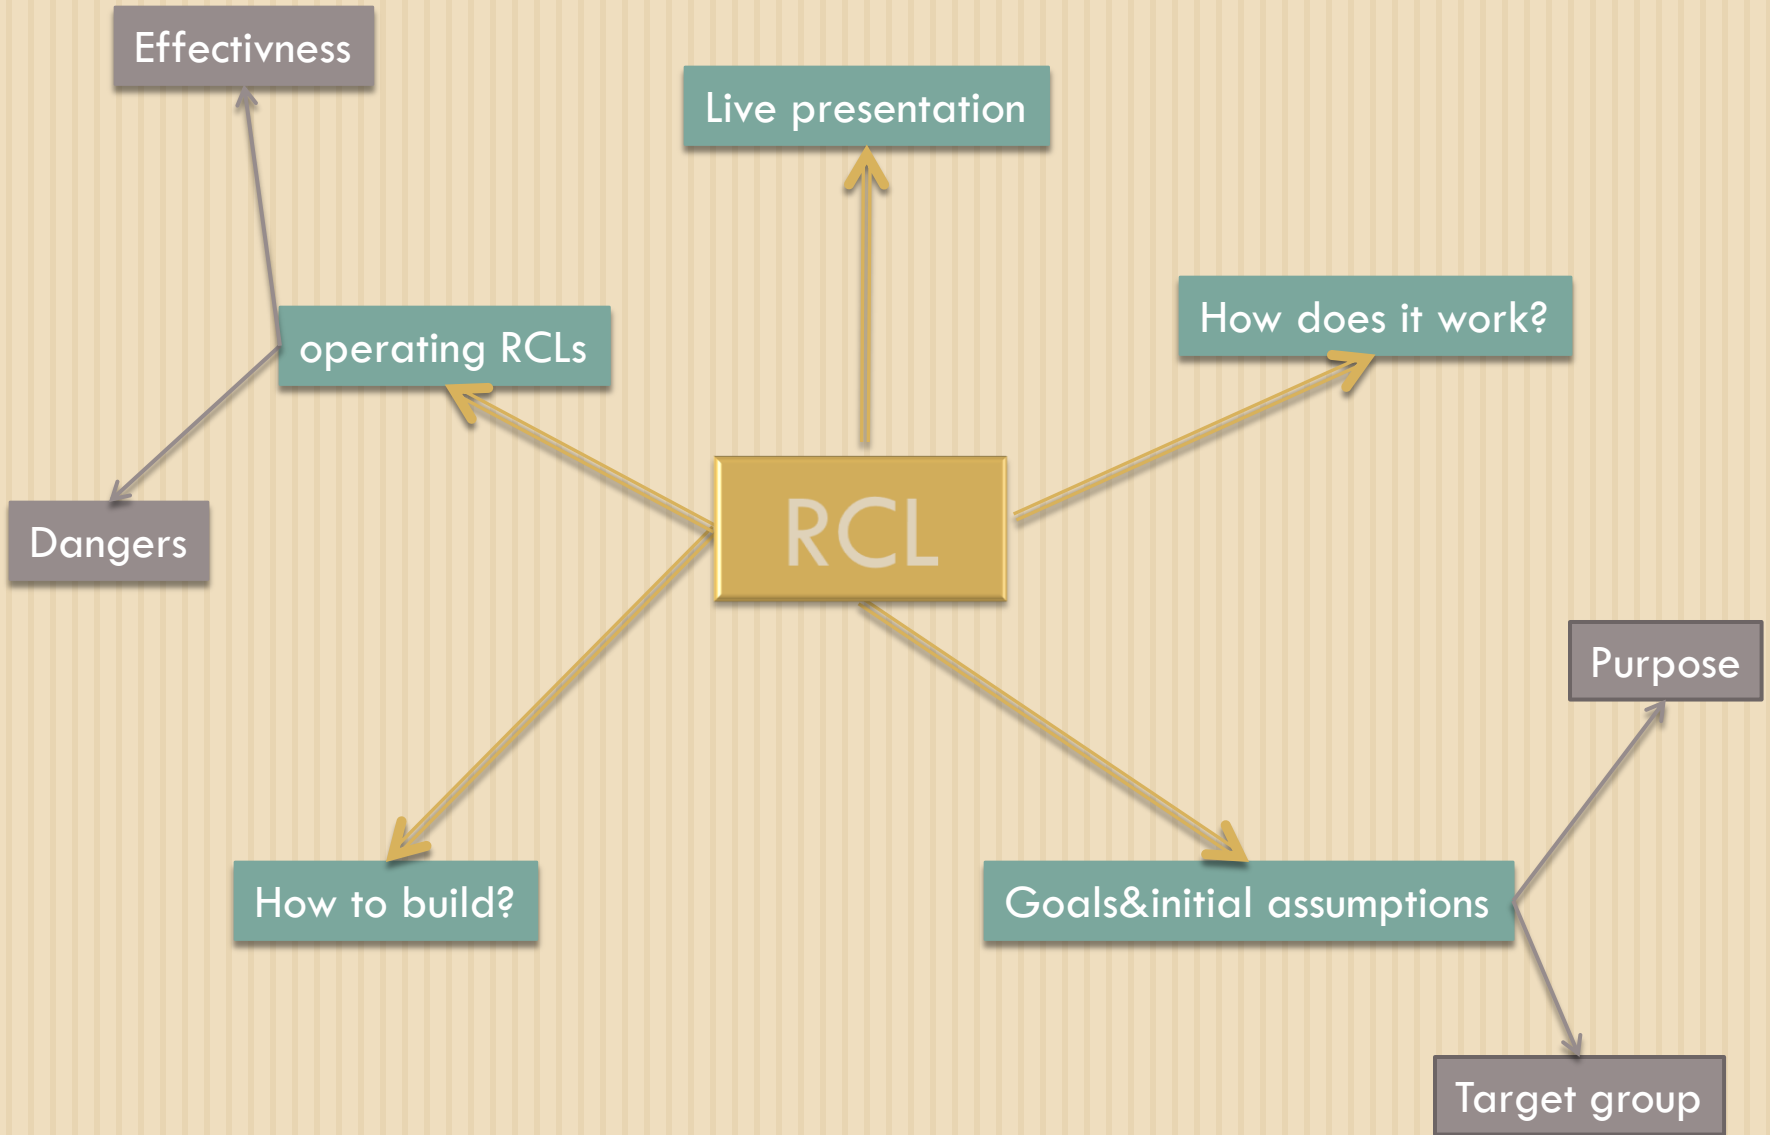 Effectivness
Live presentation
How does it work?
operating RCLs
RCL
Dangers
Purpose
How to build?
Goals&initial assumptions
Target group